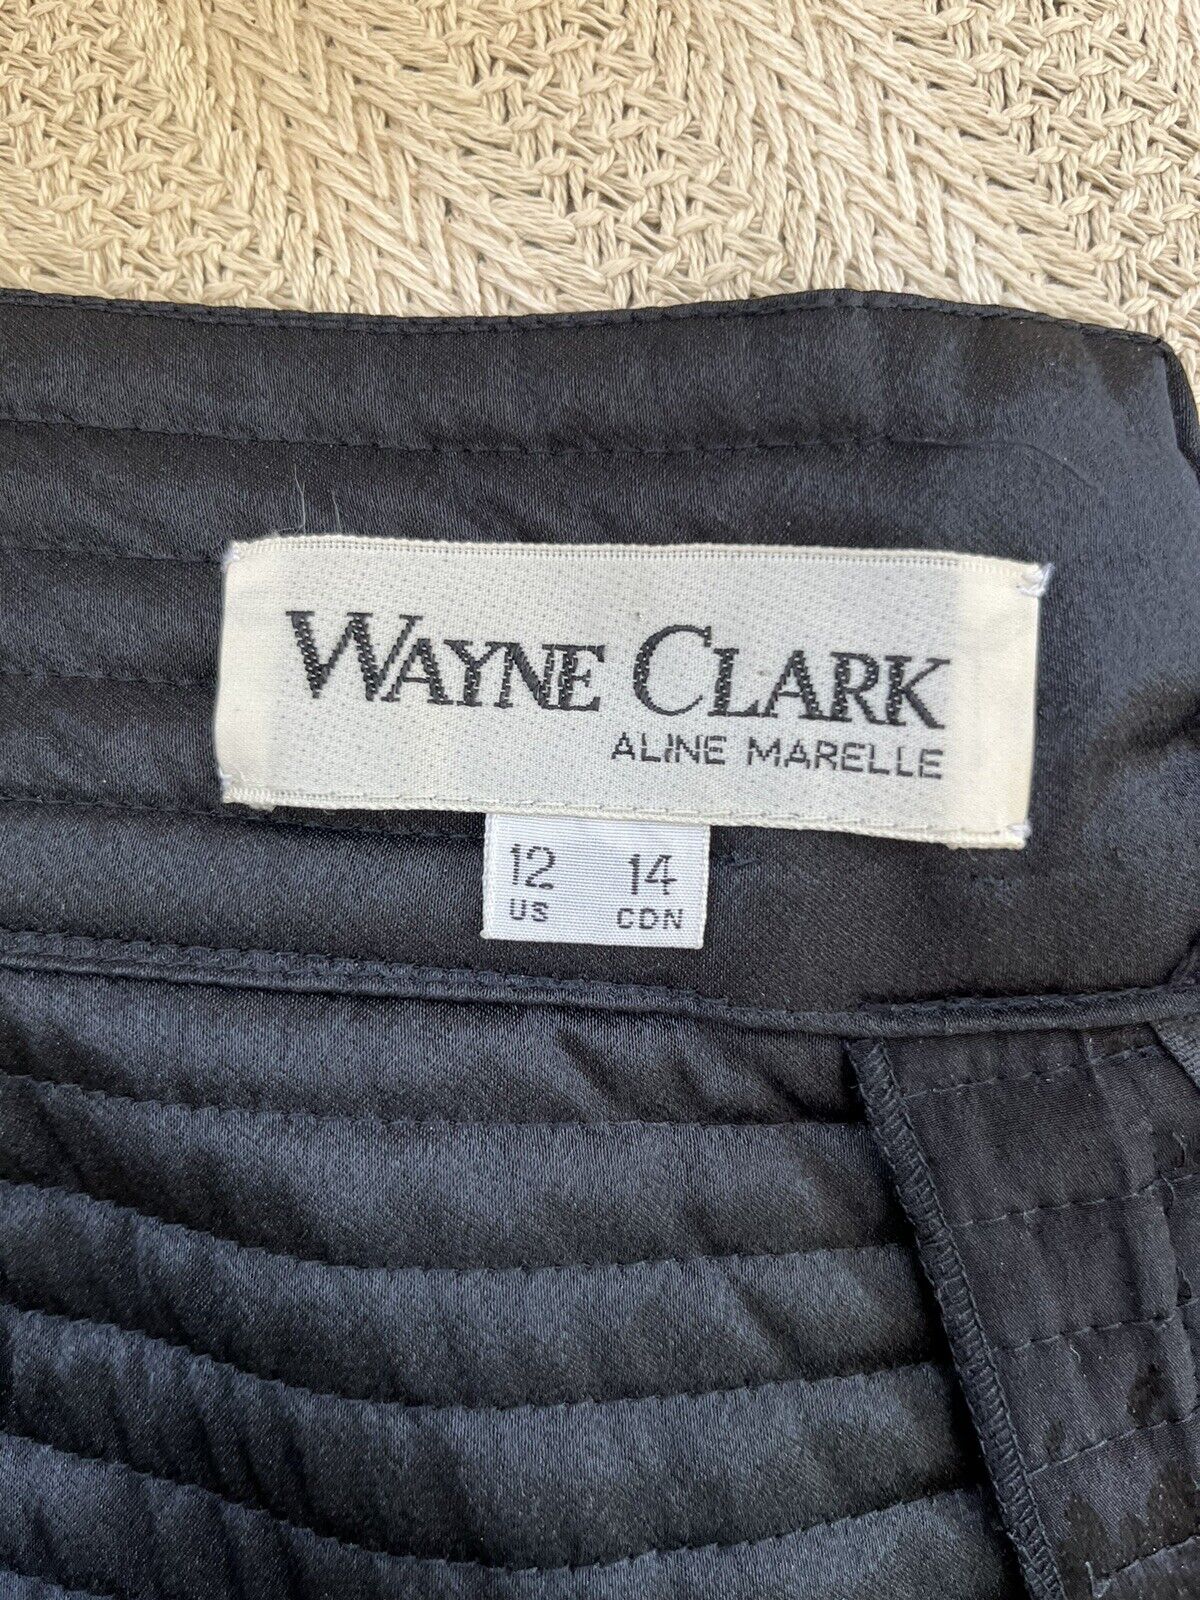 WAYNE CLARK
ALINE MARELLE
12 14
US CDN